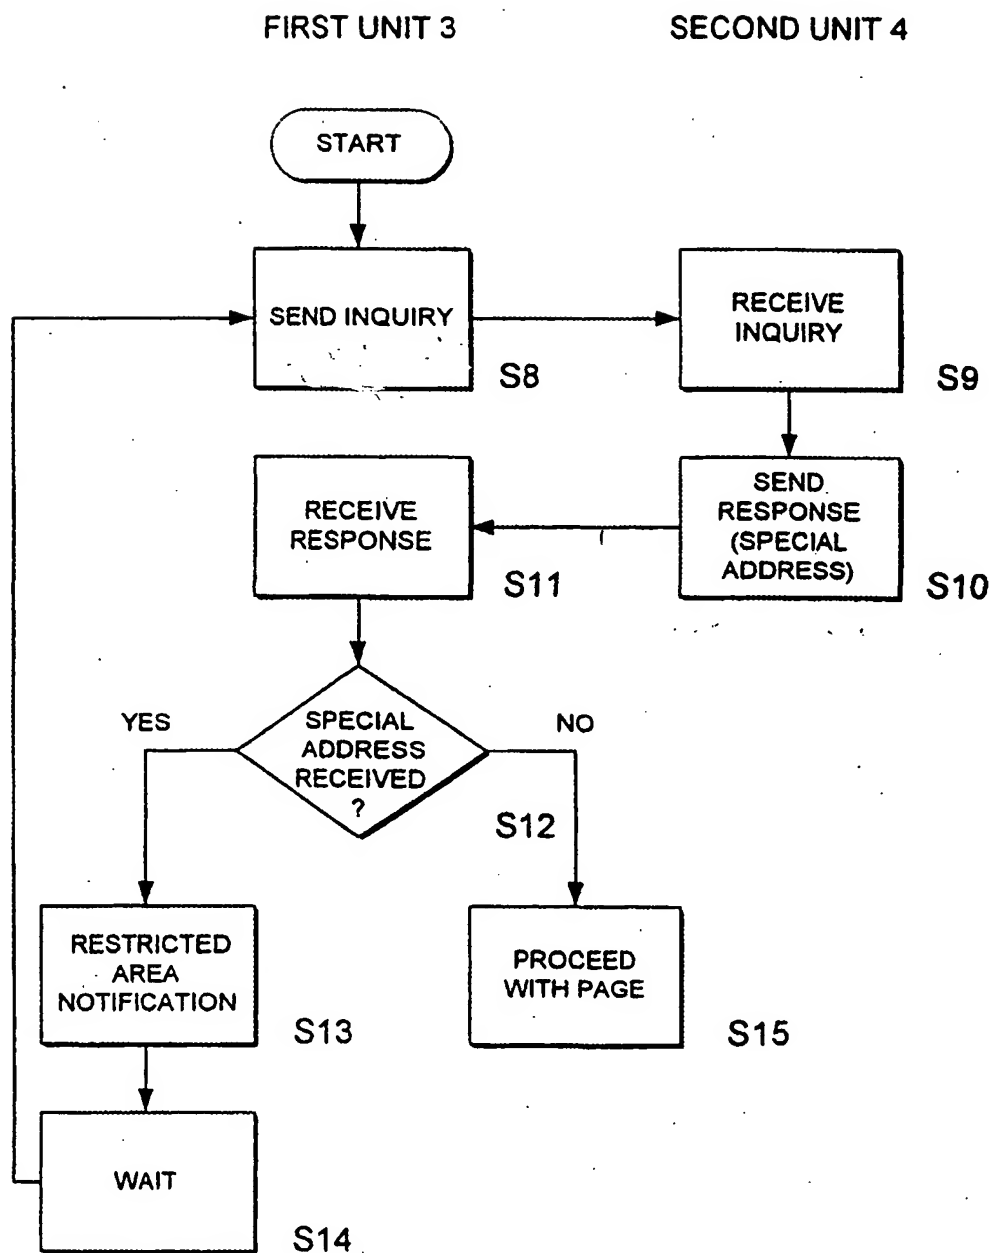 FIRST UNIT 3
SECOND UNIT 4
START
SEND INQUIRY
S8
RECEIVE
INQUIRY
S9
RECEIVE
RESPONSE
S11
SEND
RESPONSE
(SPECIAL
ADDRESS)
S10
YES
SPECIAL
ADDRESS
RECEIVED
?
NO
S12
RESTRICTED
AREA
NOTIFICATION
S13
PROCEED
WITH PAGE
S15
WAIT
S14